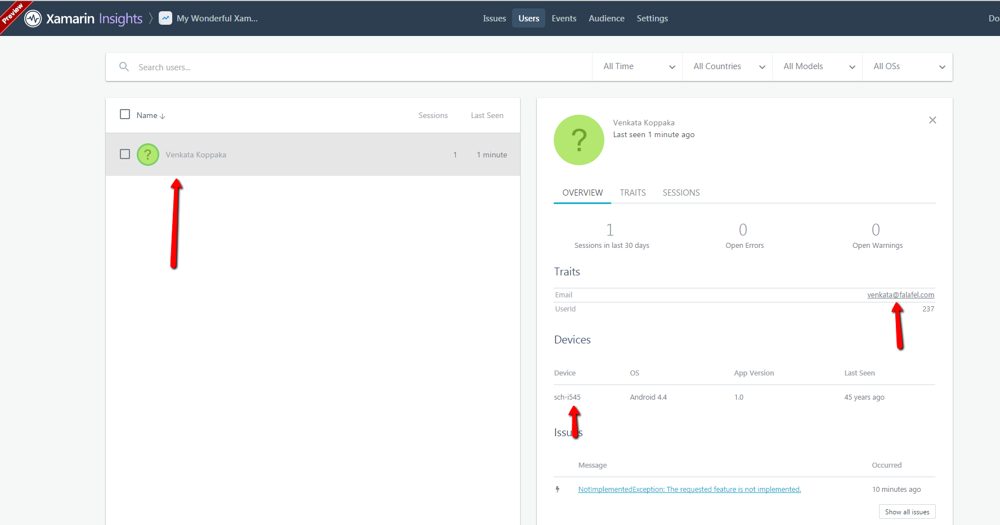 Preview
Xamarin Insights My Wonderful Xam... Issues Users Events Audience Settings Do
Search users... All Time All Countries All Models All OSs
Name Sessions Last Seen
? Venkata Koppaka 1 1 minute
? Venkata Koppaka
Last seen 1 minute ago
OVERVIEW TRAITS SESSIONS
1 0 0
Sessions in last 30 days Open Errors Open Warnings
Traits
Email venkata@falafel.com
UserId 237
Devices
Device OS App Version Last Seen
sch-i545 Android 4.4 1.0 45 years ago
Issues
Message Occurred
NotImplementedException: The requested feature is not implemented. 10 minutes ago
Show all issues